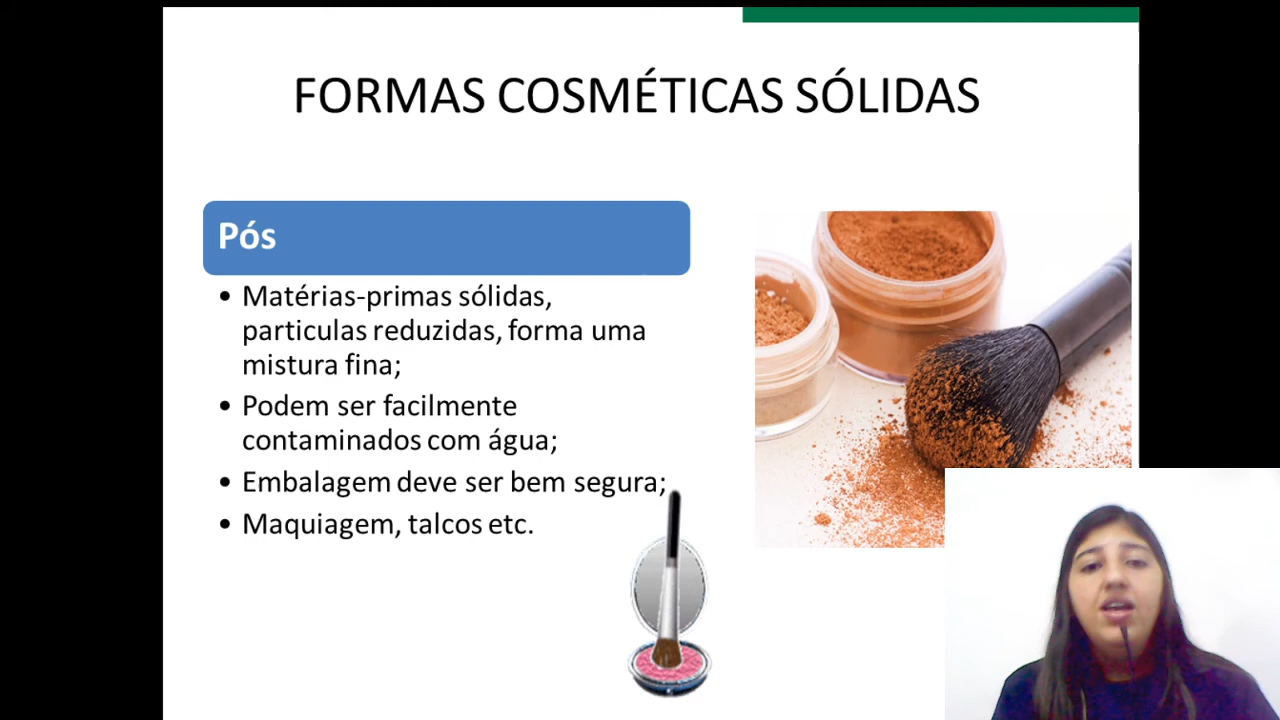 FORMAS COSMÉTICAS SÓLIDAS
Pós
• Matérias-primas sólidas,
particulas reduzidas, forma uma
mistura fina;
• Podem ser facilmente
contaminados com água;
• Embalagem deve ser bem segura;
• Maquiagem, talcos etc.